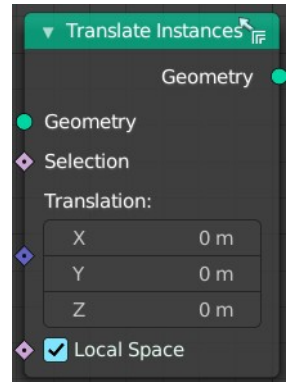 Translate Instances
Geometry
Geometry
Selection
Translation:
X 0 m
Y 0 m
Z 0 m
Local Space